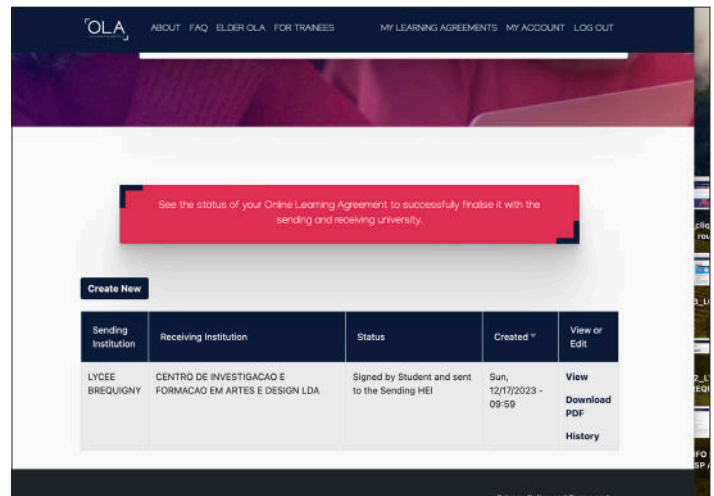 OLA
ABOUT FAQ ELDER OLA FOR TRAINEES MY LEARNING AGREEMENTS MY ACCOUNT LOG OUT
See the status of your Online Learning Agreement to successfully finalise it with the
sending and receiving university.
Create New
Sending Institution
Receiving Institution
Status
Created
View or Edit
LYCEE BREQUIGNY
CENTRO DE INVESTIGACAO E
FORMACAO EM ARTES E DESIGN LDA
Signed by Student and sent
to the Sending HEI
Sun,
12/17/2023 -
09:59
View
Download
PDF
History